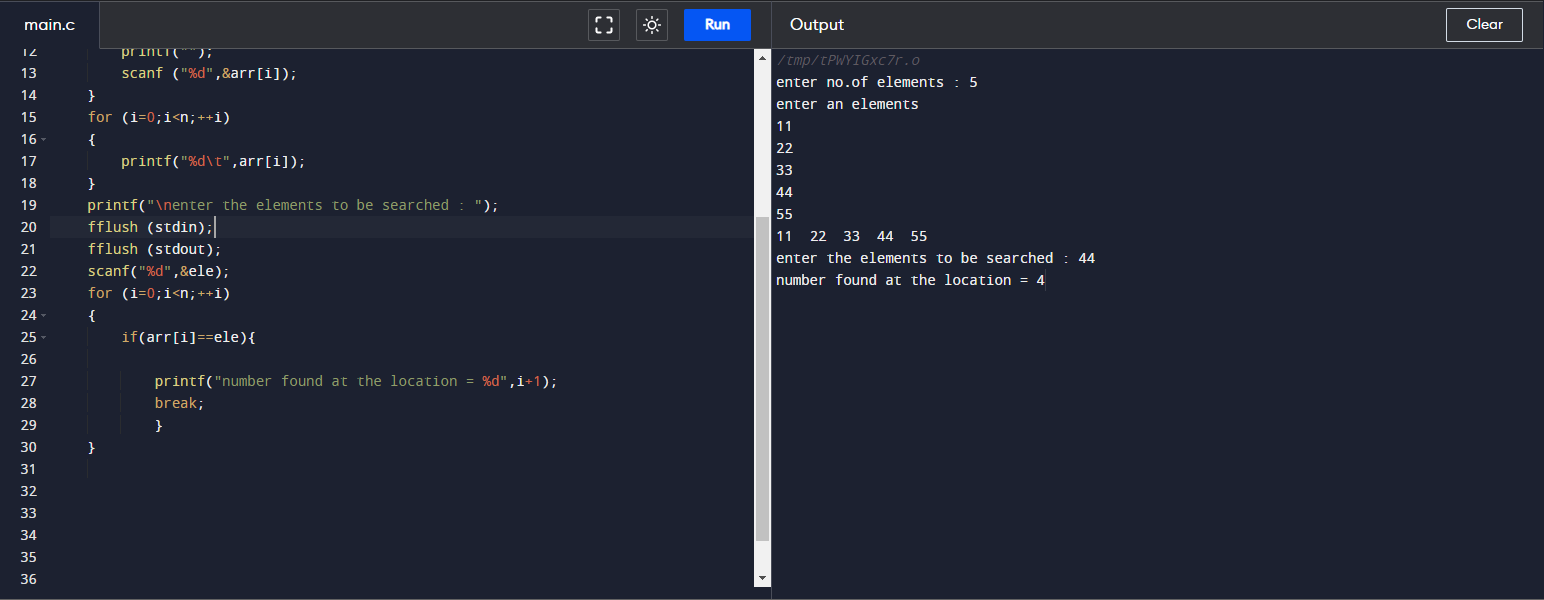 main.c
Run
12 printf("");
13 scanf ("%d",&arr[i]);
14 }
15 for (i=0;i<n;++i)
16 {
17 printf("%d\t",arr[i]);
18 }
19 printf("\nenter the elements to be searched : ");
20 fflush (stdin);
21 fflush (stdout);
22 scanf("%d",&ele);
23 for (i=0;i<n;++i)
24 {
25 if(arr[i]==ele){
26
27 printf("number found at the location = %d",i+1);
28 break;
29 }
30 }
31
32
33
34
35
36
Output
Clear
/tmp/tPWYIGxc7r.o
enter no.of elements : 5
enter an elements
11
22
33
44
55
11 22 33 44 55
enter the elements to be searched : 44
number found at the location = 4